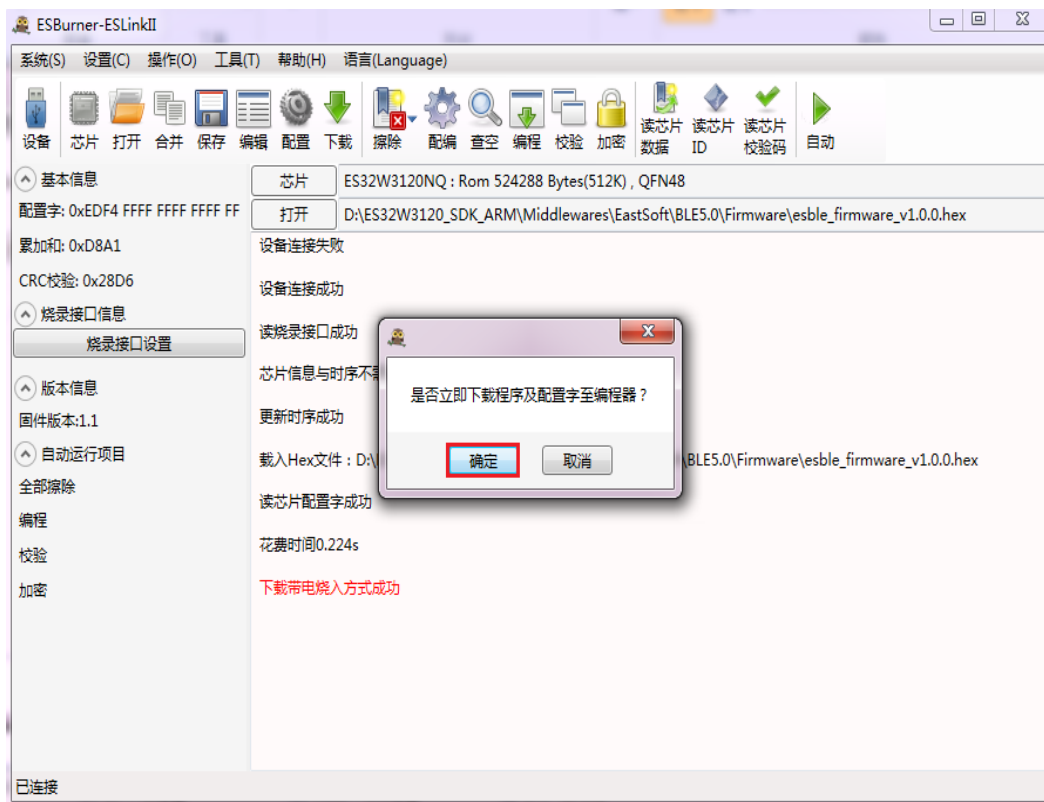 ESBurner-ESLinkII
系统(S) 设置(C) 操作(O) 工具(T) 帮助(H) 语言(Language)
设备 芯片 打开 合并 保存 编辑 配置 下载 擦除 配编 查空 编程 校验 加密 读芯片数据 读芯片ID 读芯片校验码 自动
基本信息
配置字: 0xEDF4 FFFF FFFF FFFF FF
累加和: 0xD8A1
CRC校验: 0x28D6
烧录接口信息
烧录接口设置
版本信息
固件版本:1.1
自动运行项目
全部擦除
编程
校验
加密
芯片 ES32W3120NQ : Rom 524288 Bytes(512K) , QFN48
打开 D:\ES32W3120_SDK_ARM\Middlewares\EastSoft\BLE5.0\Firmware\esble_firmware_v1.0.0.hex
设备连接失败
设备连接成功
读烧录接口成功
芯片信息与时序不
更新时序成功
载入Hex文件：D:\ \BLE5.0\Firmware\esble_firmware_v1.0.0.hex
读芯片配置字成功
花费时间0.224s
下载带电烧入方式成功
是否立即下载程序及配置字至编程器？
确定 取消
已连接